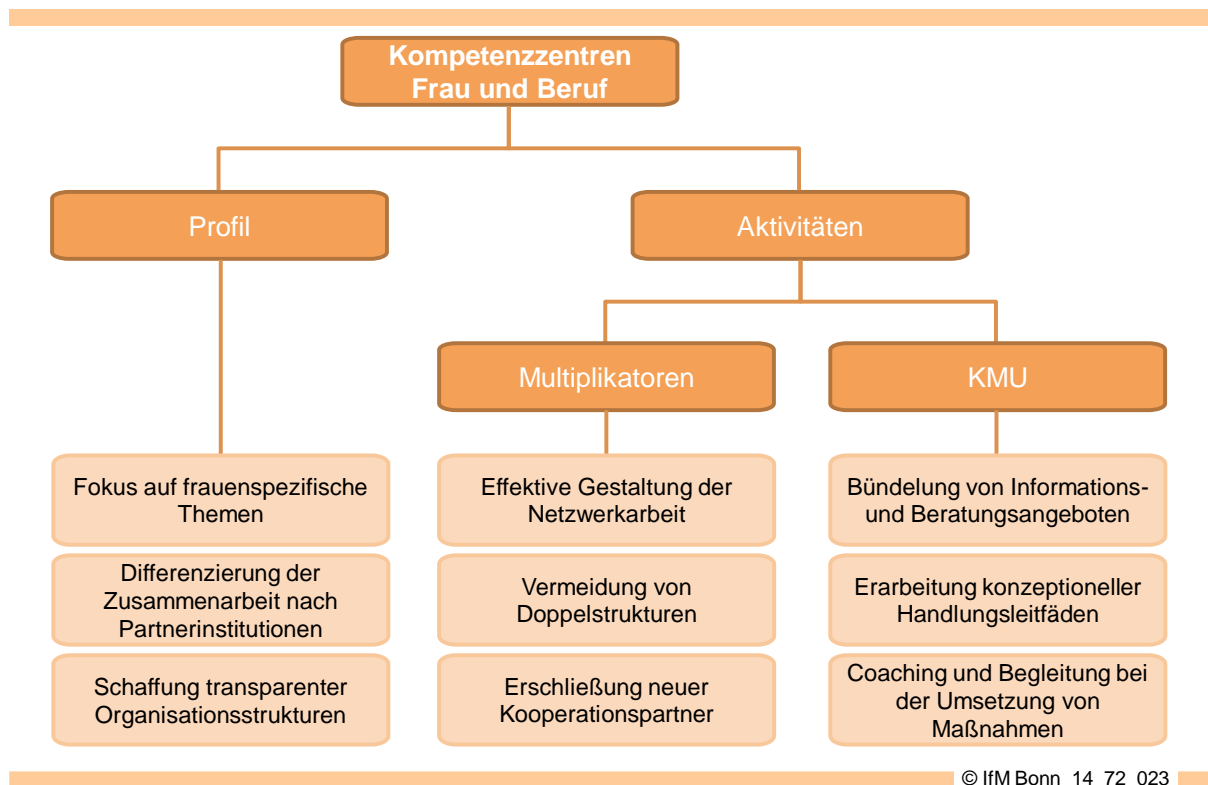 Kompetenzzentren
Frau und Beruf
Profil
Aktivitäten
Multiplikatoren
KMU
Fokus auf frauenspezifische
Themen
Differenzierung der
Zusammenarbeit nach
Partnerinstitutionen
Schaffung transparenter
Organisationsstrukturen
Effektive Gestaltung der
Netzwerkarbeit
Vermeidung von
Doppelstrukturen
Erschließung neuer
Kooperationspartner
Bündelung von Informations-
und Beratungsangeboten
Erarbeitung konzeptioneller
Handlungsleitfäden
Coaching und Begleitung bei
der Umsetzung von
Maßnahmen
© IfM Bonn 14 72 023